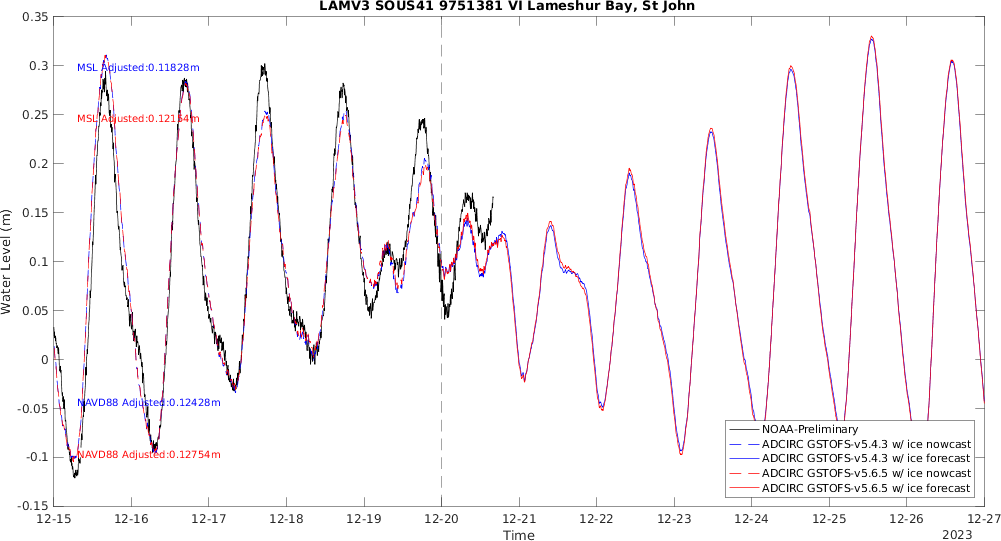 LAMV3 SOUS41 9751381 VI Lameshur Bay, St John
0.35
0.3
0.25
0.2
0.15
0.1
0.05
0
-0.05
-0.1
-0.15
Water Level (m)
MSL Adjusted:0.11828m
MSL Adjusted:0.12154m
NAVD88 Adjusted:0.12428m
NAVD88 Adjusted:0.12754m
NOAA-Preliminary
ADCIRC GSTOFS-v5.4.3 w/ ice nowcast
ADCIRC GSTOFS-v5.4.3 w/ ice forecast
ADCIRC GSTOFS-v5.6.5 w/ ice nowcast
ADCIRC GSTOFS-v5.6.5 w/ ice forecast
12-15 12-16 12-17 12-18 12-19 12-20 12-21 12-22 12-23 12-24 12-25 12-26 12-27
Time
2023